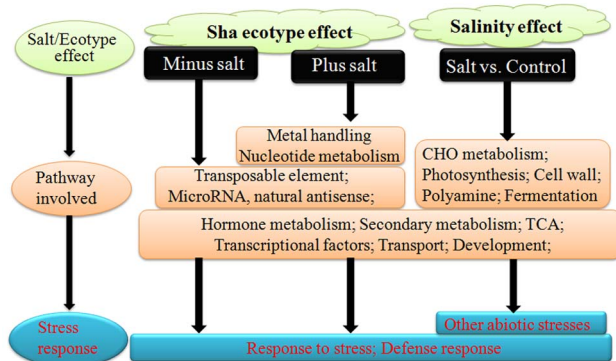 Salt/Ecotype
effect
Sha ecotype effect
Salinity effect
Minus salt
Plus salt
Salt vs. Control
Pathway
involved
Metal handling
Nucleotide metabolism
Transposable element;
MicroRNA, natural antisense;
CHO metabolism;
Photosynthesis; Cell wall;
Polyamine; Fermentation
Hormone metabolism; Secondary metabolism; TCA;
Transcriptional factors; Transport; Development;
Stress
response
Other abiotic stresses
Response to stress; Defense response